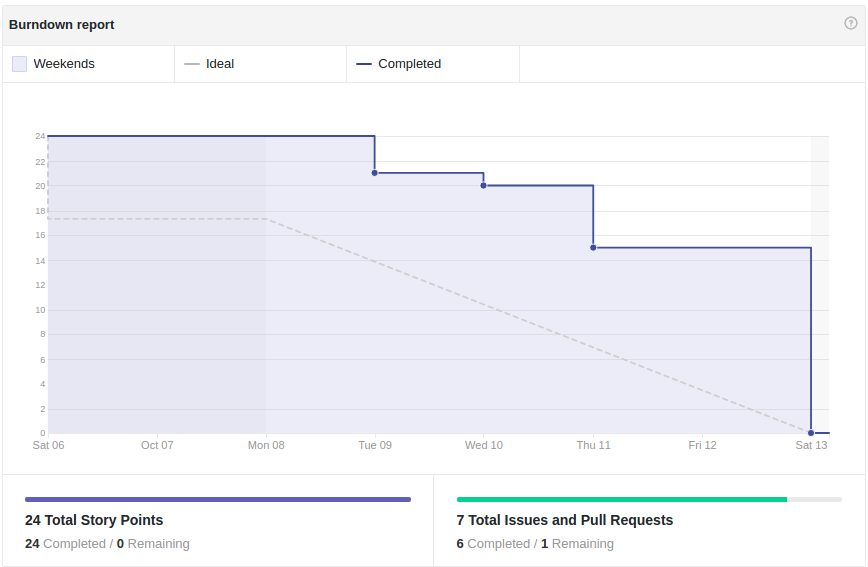 Burndown report
Weekends
Ideal
Completed
24
22
20
18
16
14
12
10
8
6
4
2
0
Sat 06 Oct 07 Mon 08 Tue 09 Wed 10 Thu 11 Fri 12 Sat 13
24 Total Story Points
24 Completed / 0 Remaining
7 Total Issues and Pull Requests
6 Completed / 1 Remaining